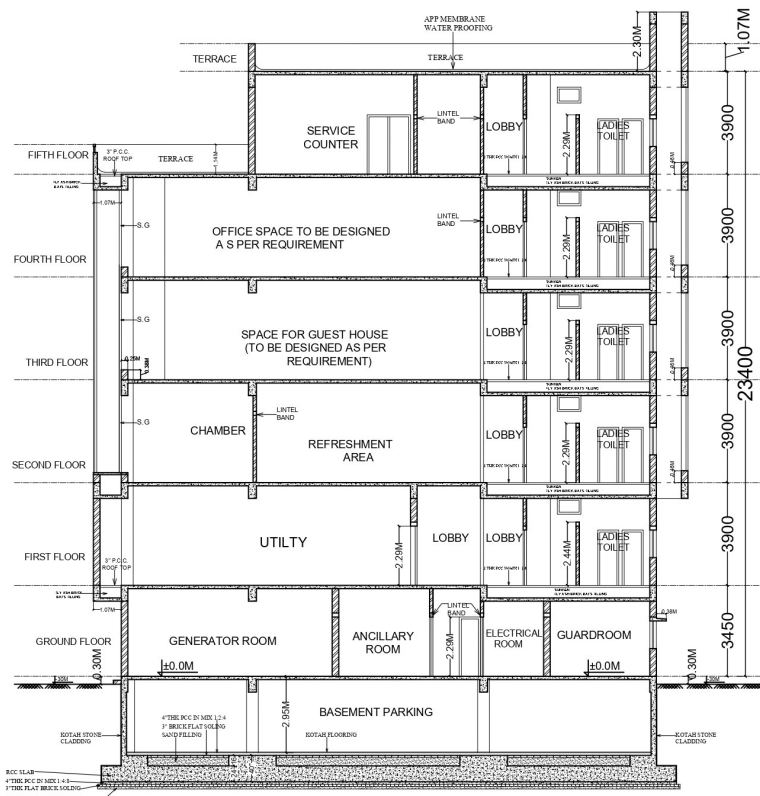 APP MEMBRANE
WATER PROOFING
2.30M
1.07M
TERRACE
TERRACE
3900
SERVICE
COUNTER
LINTEL
BAND
LOBBY
2.29M
LADIES
TOILET
FIFTH FLOOR
3" P.C.C.
ROOF TOP
TERRACE
1.07M
S.G
OFFICE SPACE TO BE DESIGNED
A S PER REQUIREMENT
LINTEL
BAND
LOBBY
2.29M
LADIES
TOILET
3900
FOURTH FLOOR
S.G
SPACE FOR GUEST HOUSE
(TO BE DESIGNED AS PER
REQUIREMENT)
LOBBY
2.29M
LADIES
TOILET
3900
23400
THIRD FLOOR
0.25M
0.38M
S.G
CHAMBER
LINTEL
BAND
REFRESHMENT
AREA
LOBBY
2.29M
LADIES
TOILET
3900
SECOND FLOOR
UTILTY
2.29M
LOBBY
LOBBY
2.44M
LADIES
TOILET
3900
FIRST FLOOR
3" P.C.C.
ROOF TOP
1.07M
GROUND FLOOR
GENERATOR ROOM
ANCILLARY
ROOM
LINTEL
BAND
2.29M
ELECTRICAL
ROOM
GUARDROOM
0.38M
3450
0.30M
±0.0M
±0.0M
0.30M
BASEMENT PARKING
2.95M
4"THK PCC IN MIX 1:2:4
3" BRICK FLAT SOLING
SAND FILLING
KOTAH FLOORING
KOTAH STONE
CLADDING
KOTAH STONE
CLADDING
RCC SLAB
4"THK PCC IN MIX 1:4:8
3"THK FLAT BRICK SOLING